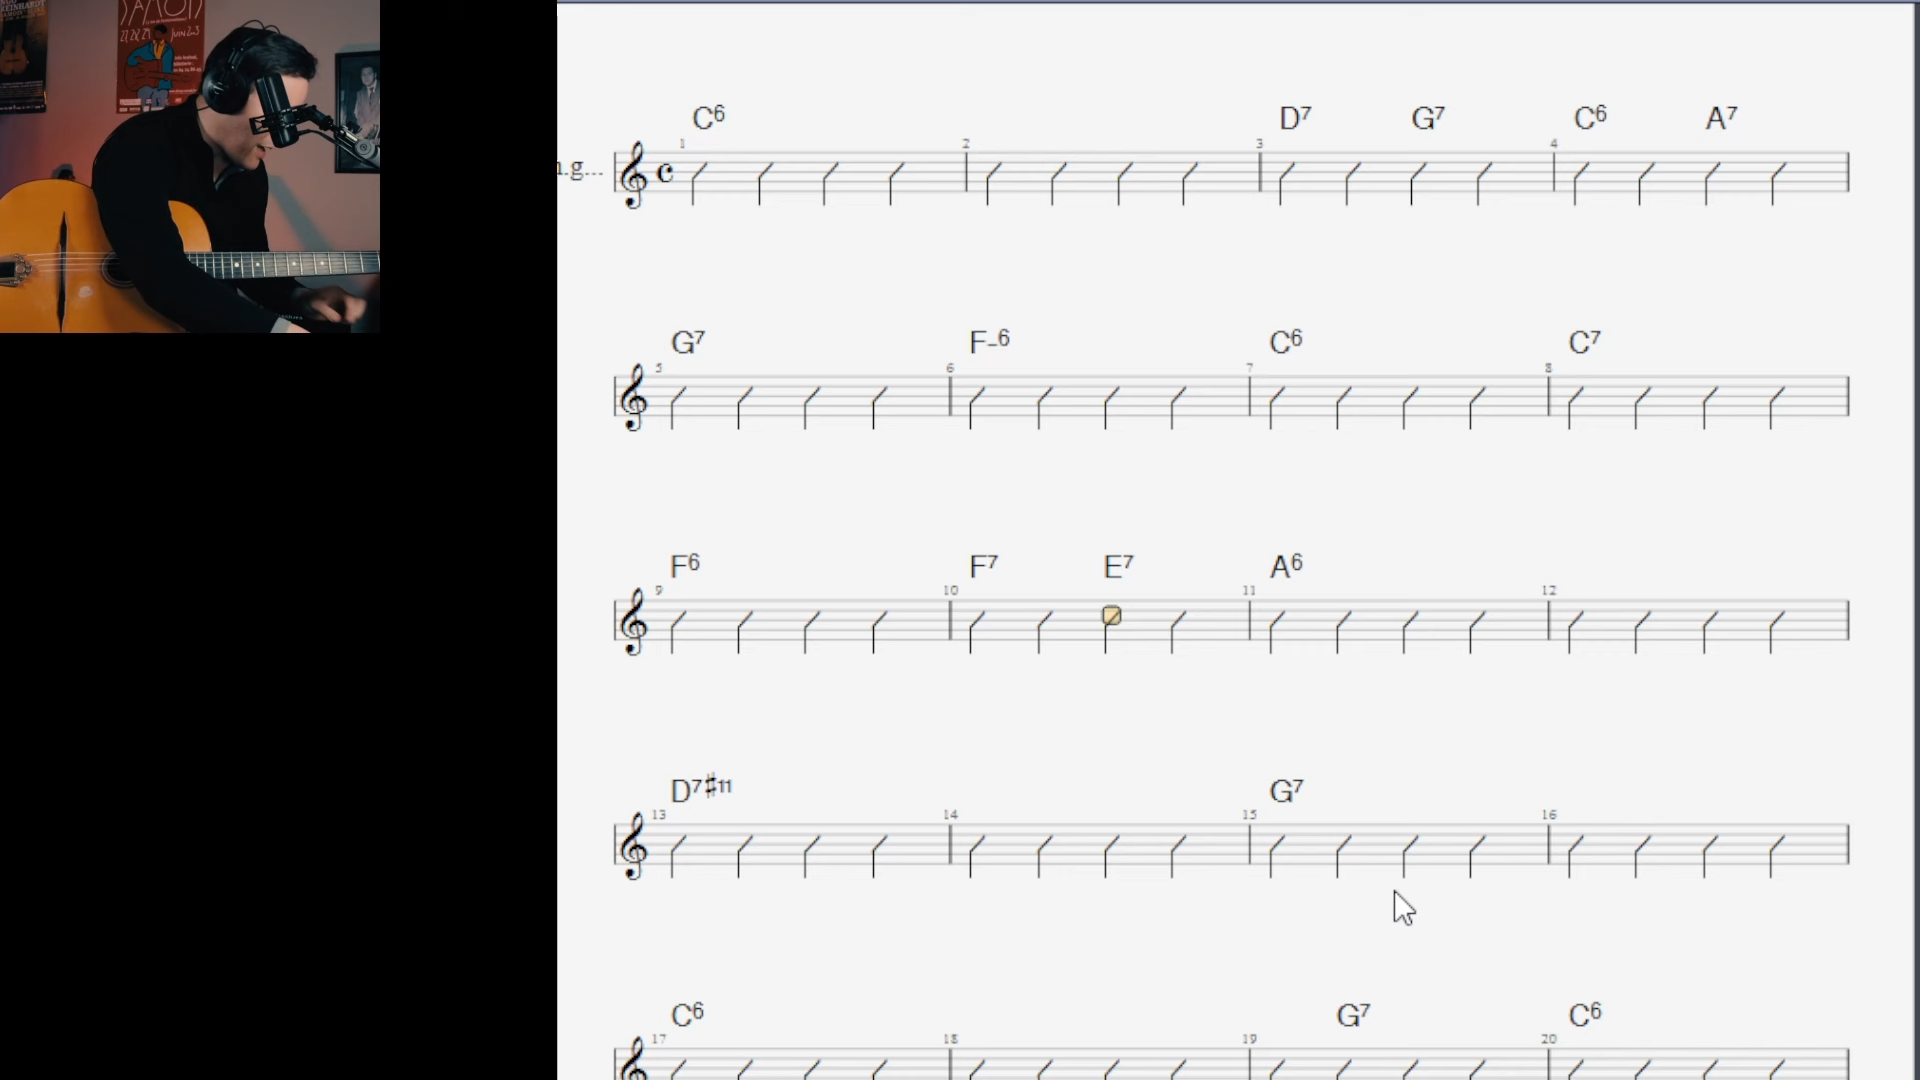 SAMOIS
JUIN
C6 D7 G7 C6 A7
1 2 3 4
n.g...
G7 F-6 C6 C7
5 6 7 8
F6 F7 E7 A6
9 10 11 12
D7#11 G7
13 14 15 16
C6 G7 C6
17 18 19 20